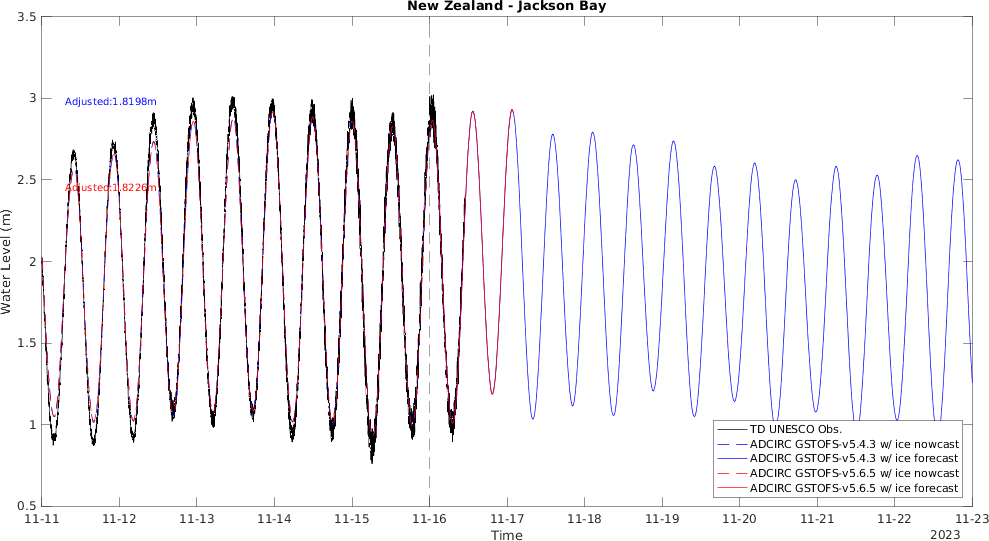 New Zealand - Jackson Bay
3.5
3
2.5
2
1.5
1
0.5
Water Level (m)
Adjusted:1.8198m
Adjusted:1.8226m
TD UNESCO Obs.
ADCIRC GSTOFS-v5.4.3 w/ ice nowcast
ADCIRC GSTOFS-v5.4.3 w/ ice forecast
ADCIRC GSTOFS-v5.6.5 w/ ice nowcast
ADCIRC GSTOFS-v5.6.5 w/ ice forecast
11-11 11-12 11-13 11-14 11-15 11-16 11-17 11-18 11-19 11-20 11-21 11-22 11-23
Time
2023